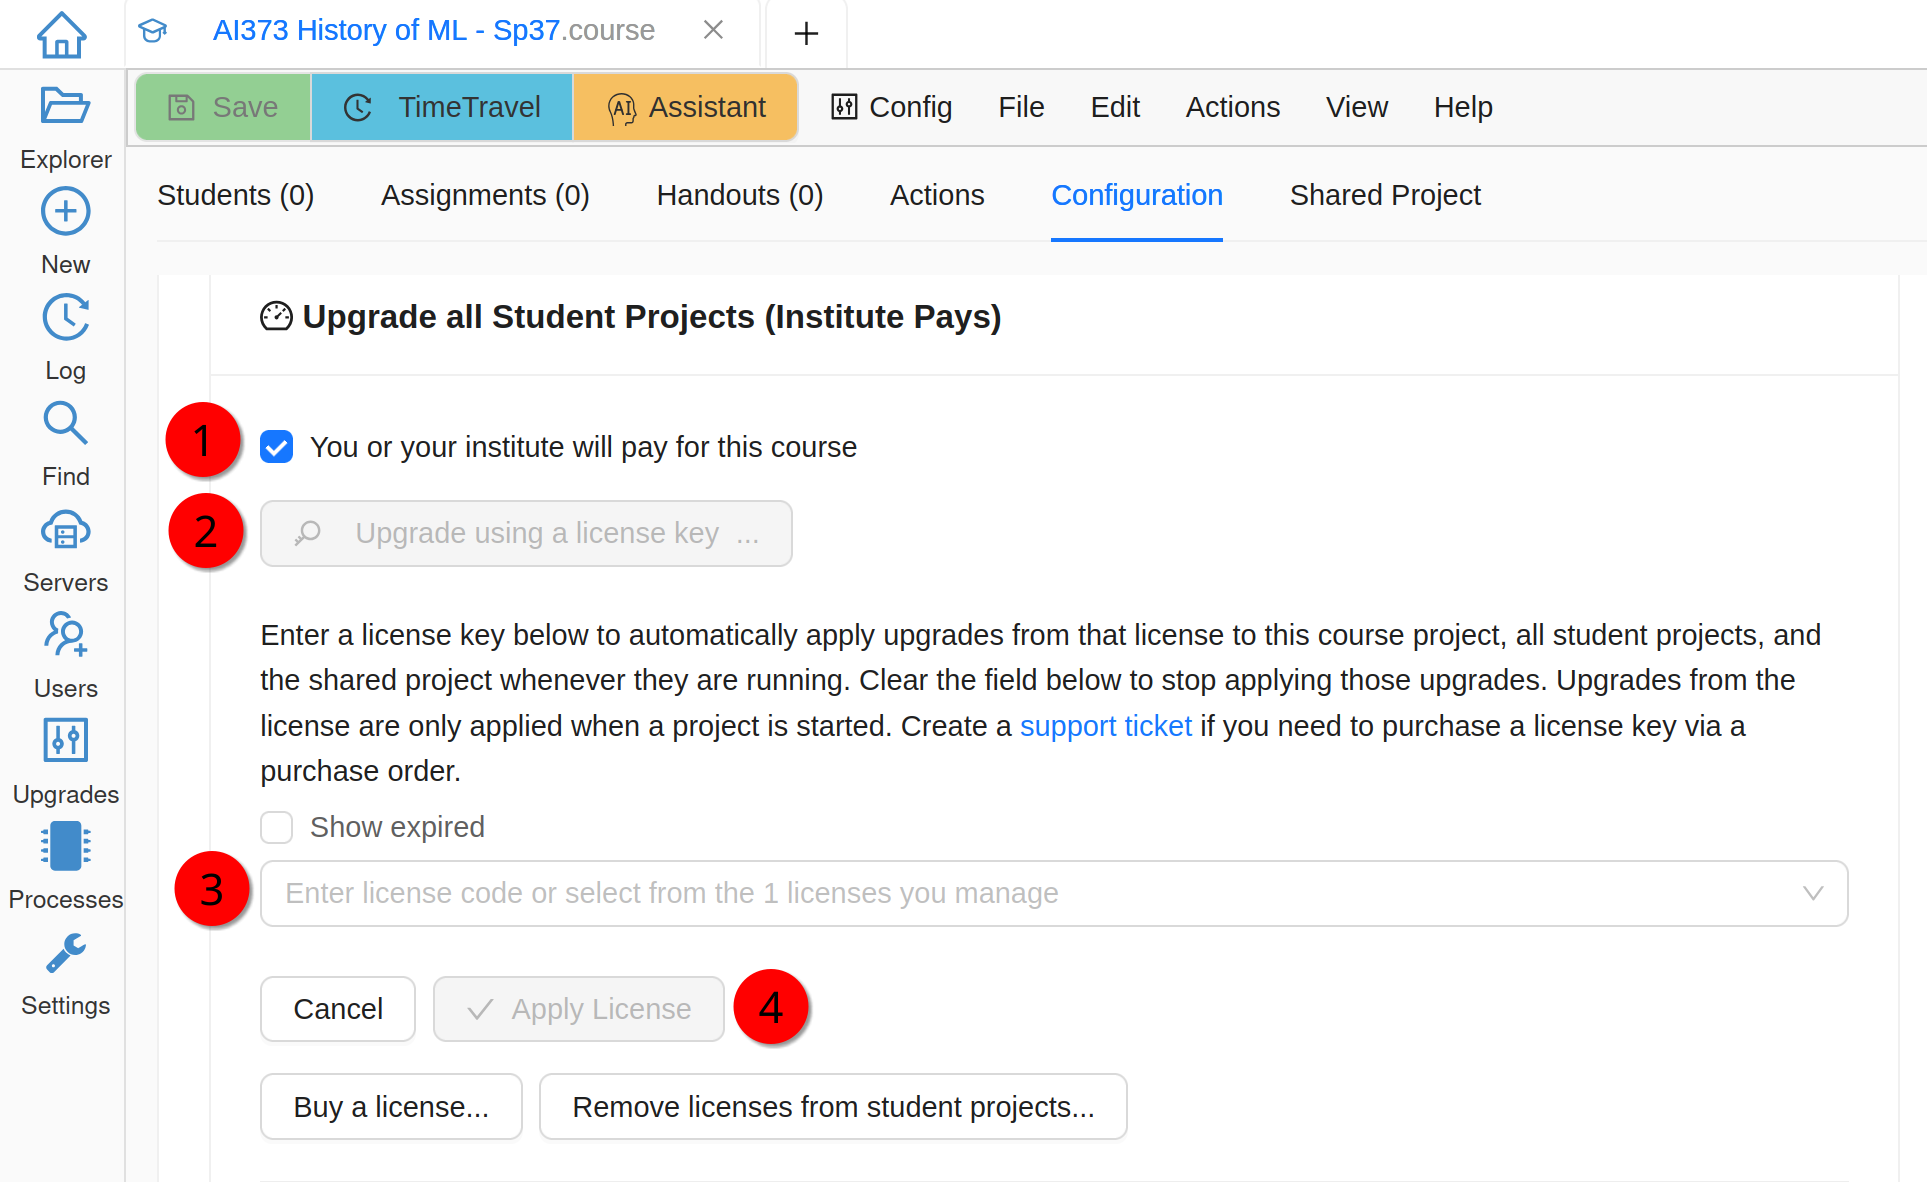 AI373 History of ML - Sp37.course
Save
TimeTravel
AI Assistant
Config
File
Edit
Actions
View
Help
Explorer
New
Log
Find
Servers
Users
Upgrades
Processes
Settings
Students (0)
Assignments (0)
Handouts (0)
Actions
Configuration
Shared Project
Upgrade all Student Projects (Institute Pays)
1
You or your institute will pay for this course
2
Upgrade using a license key ...
Enter a license key below to automatically apply upgrades from that license to this course project, all student projects, and
the shared project whenever they are running. Clear the field below to stop applying those upgrades. Upgrades from the
license are only applied when a project is started. Create a support ticket if you need to purchase a license key via a
purchase order.
Show expired
3
Enter license code or select from the 1 licenses you manage
Cancel
Apply License
4
Buy a license...
Remove licenses from student projects...